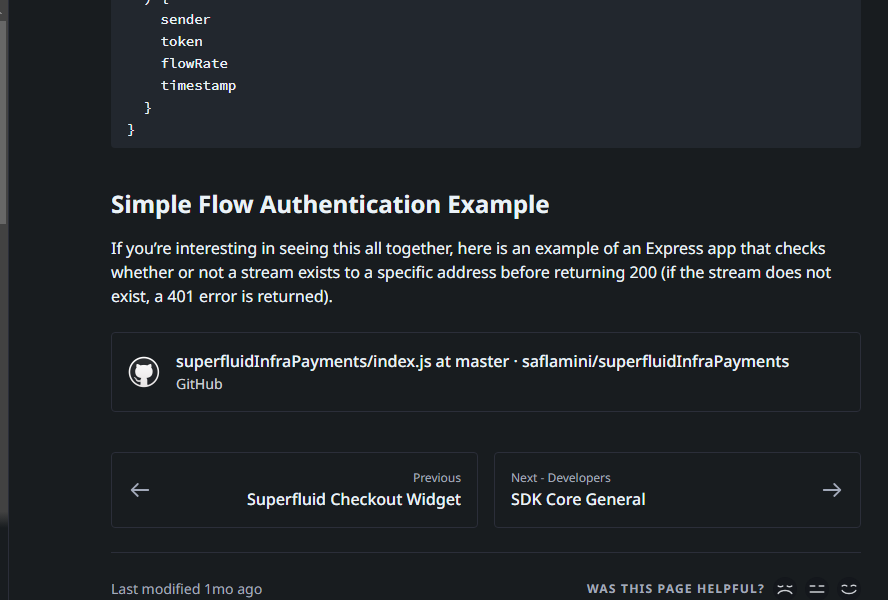 ) {
sender
token
flowRate
timestamp
}
}
Simple Flow Authentication Example
If you’re interesting in seeing this all together, here is an example of an Express app that checks
whether or not a stream exists to a specific address before returning 200 (if the stream does not
exist, a 401 error is returned).
superfluidInfraPayments/index.js at master · saflamini/superfluidInfraPayments
GitHub
Previous
Superfluid Checkout Widget
Next - Developers
SDK Core General
Last modified 1mo ago
WAS THIS PAGE HELPFUL?